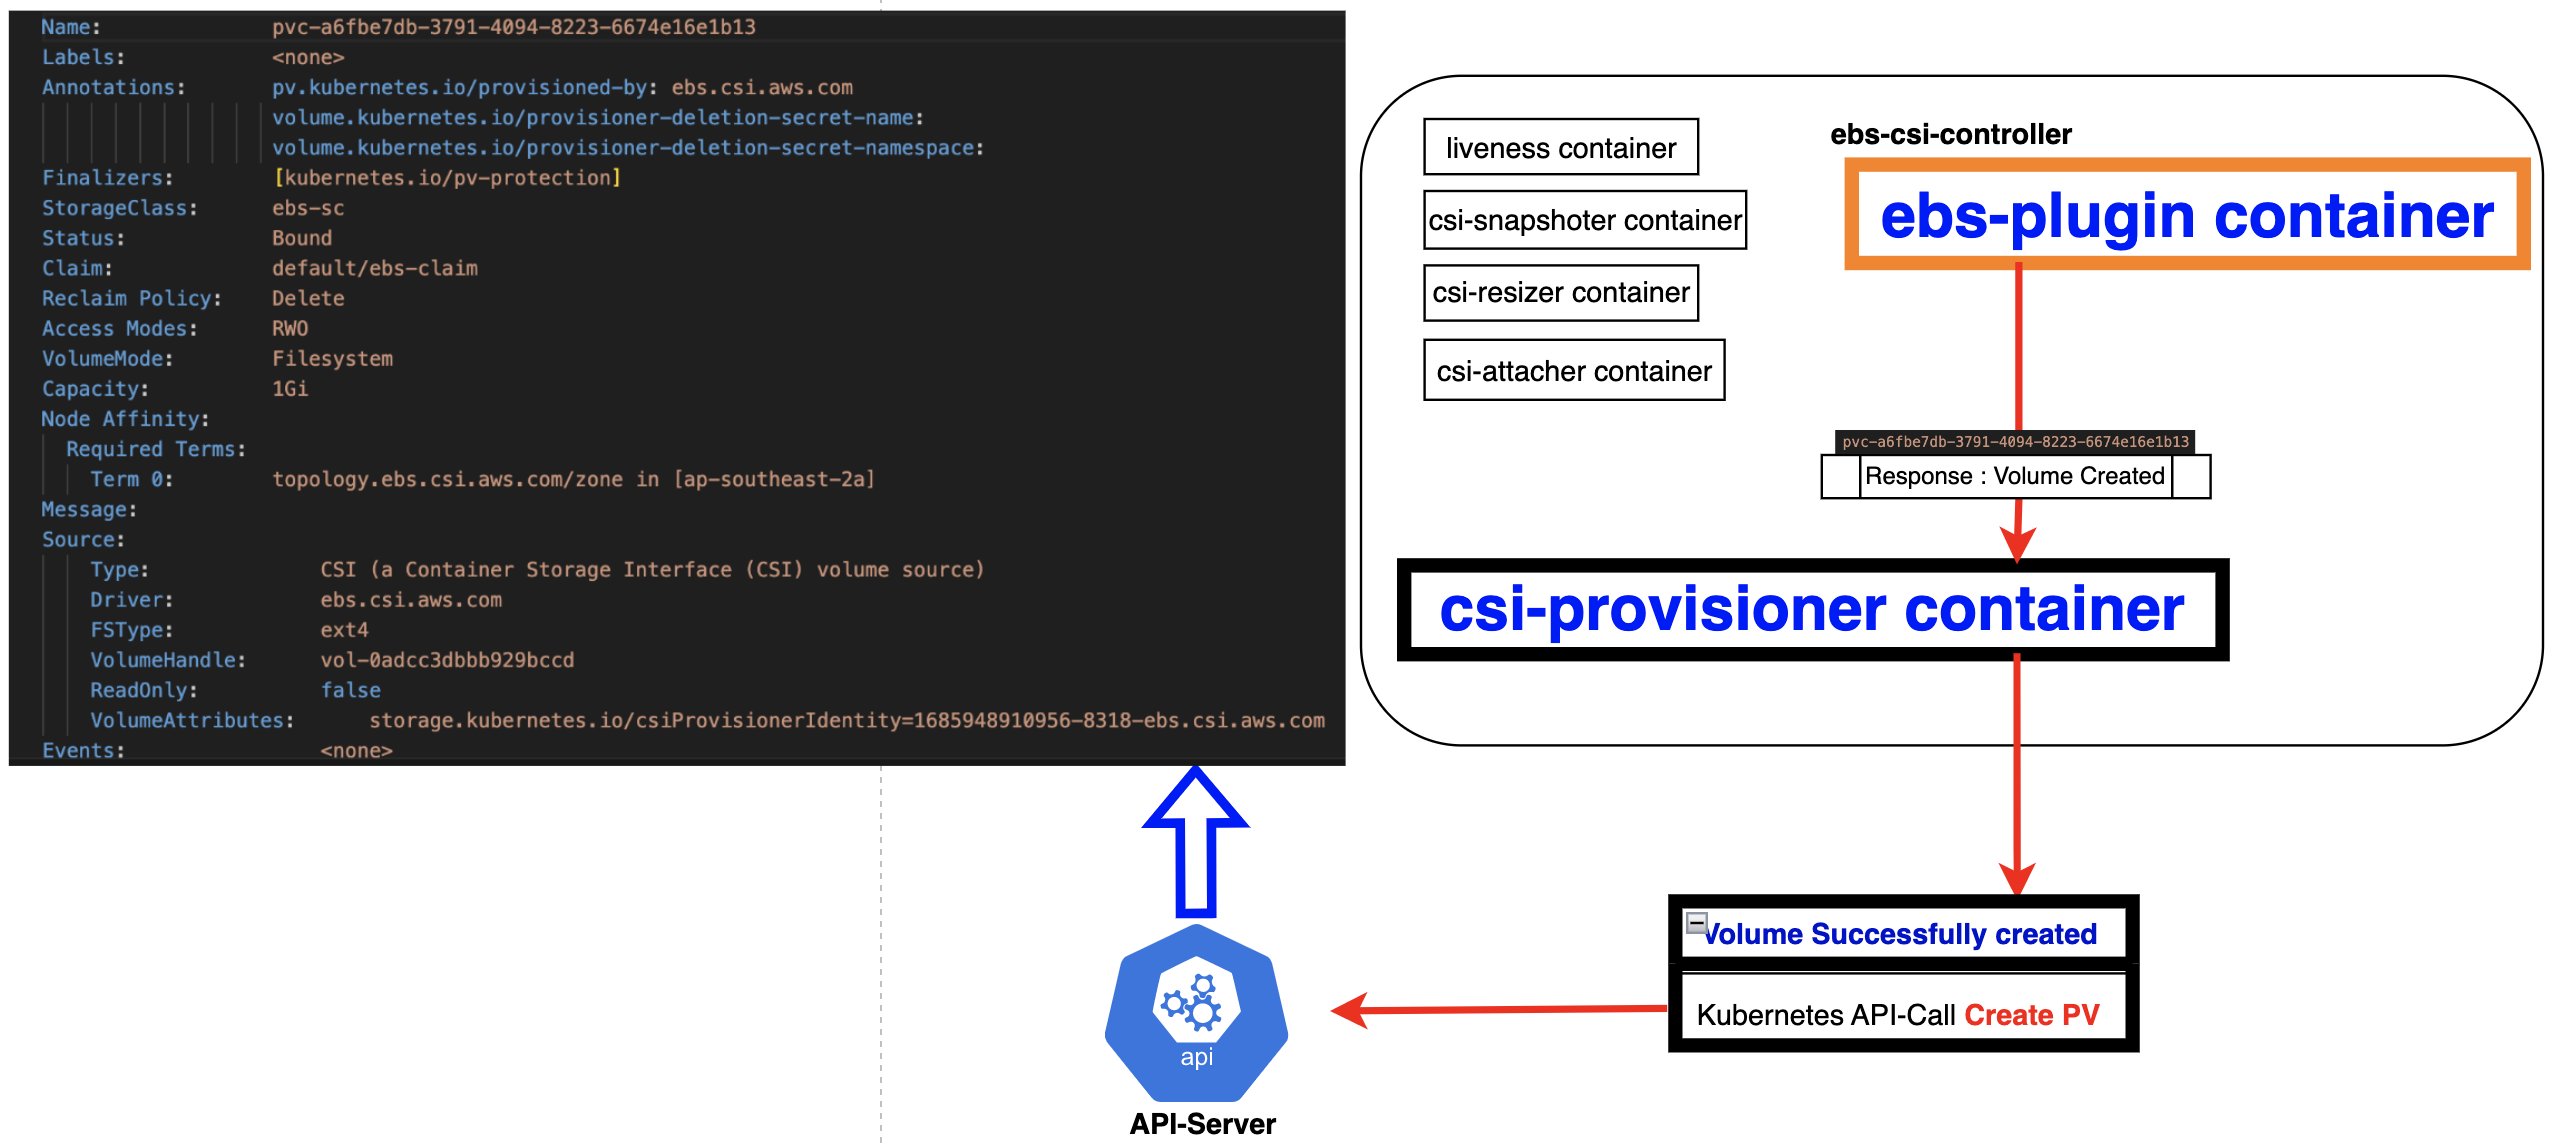 Name: pvc-a6fbe7db-3791-4094-8223-6674e16e1b13
Labels: <none>
Annotations: pv.kubernetes.io/provisioned-by: ebs.csi.aws.com
volume.kubernetes.io/provisioner-deletion-secret-name:
volume.kubernetes.io/provisioner-deletion-secret-namespace:
Finalizers: [kubernetes.io/pv-protection]
StorageClass: ebs-sc
Status: Bound
Claim: default/ebs-claim
Reclaim Policy: Delete
Access Modes: RWO
VolumeMode: Filesystem
Capacity: 1Gi
Node Affinity:
Required Terms:
Term 0: topology.ebs.csi.aws.com/zone in [ap-southeast-2a]
Message:
Source:
Type: CSI (a Container Storage Interface (CSI) volume source)
Driver: ebs.csi.aws.com
FSType: ext4
VolumeHandle: vol-0adcc3dbbb929bccd
ReadOnly: false
VolumeAttributes: storage.kubernetes.io/csiProvisionerIdentity=1685948910956-8318-ebs.csi.aws.com
Events: <none>
liveness container
csi-snapshoter container
csi-resizer container
csi-attacher container
ebs-csi-controller
ebs-plugin container
pvc-a6fbe7db-3791-4094-8223-6674e16e1b13
Response : Volume Created
csi-provisioner container
Volume Successfully created
Kubernetes API-Call Create PV
api
API-Server